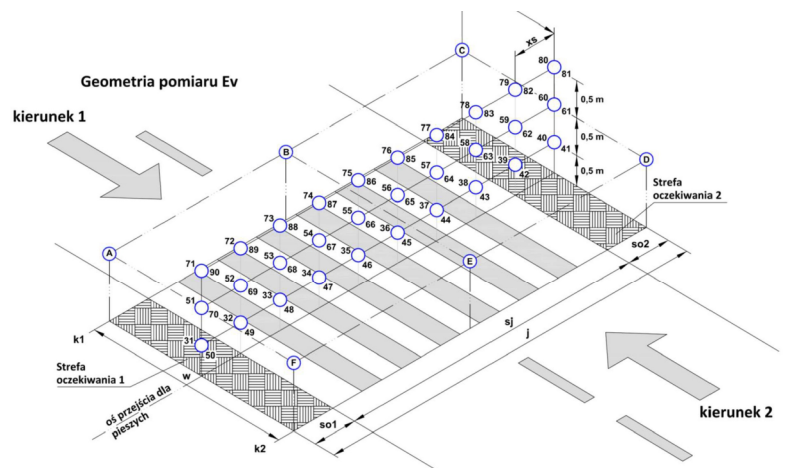 Geometria pomiaru Ev
kierunek 1
kierunek 2
A
B
C
D
E
F
xs
0,5 m
0,5 m
0,5 m
80
81
79
82
78
83
77
84
76
85
75
86
74
87
73
88
72
89
71
90
60
61
59
62
58
63
57
64
56
65
55
66
54
67
53
68
52
69
51
70
40
41
39
42
38
43
37
44
36
45
35
46
34
47
33
48
32
49
31
50
Strefa
oczekiwania 2
so2
sj
j
k1
Strefa
oczekiwania 1
w
oś przejścia dla
pieszych
k2
so1